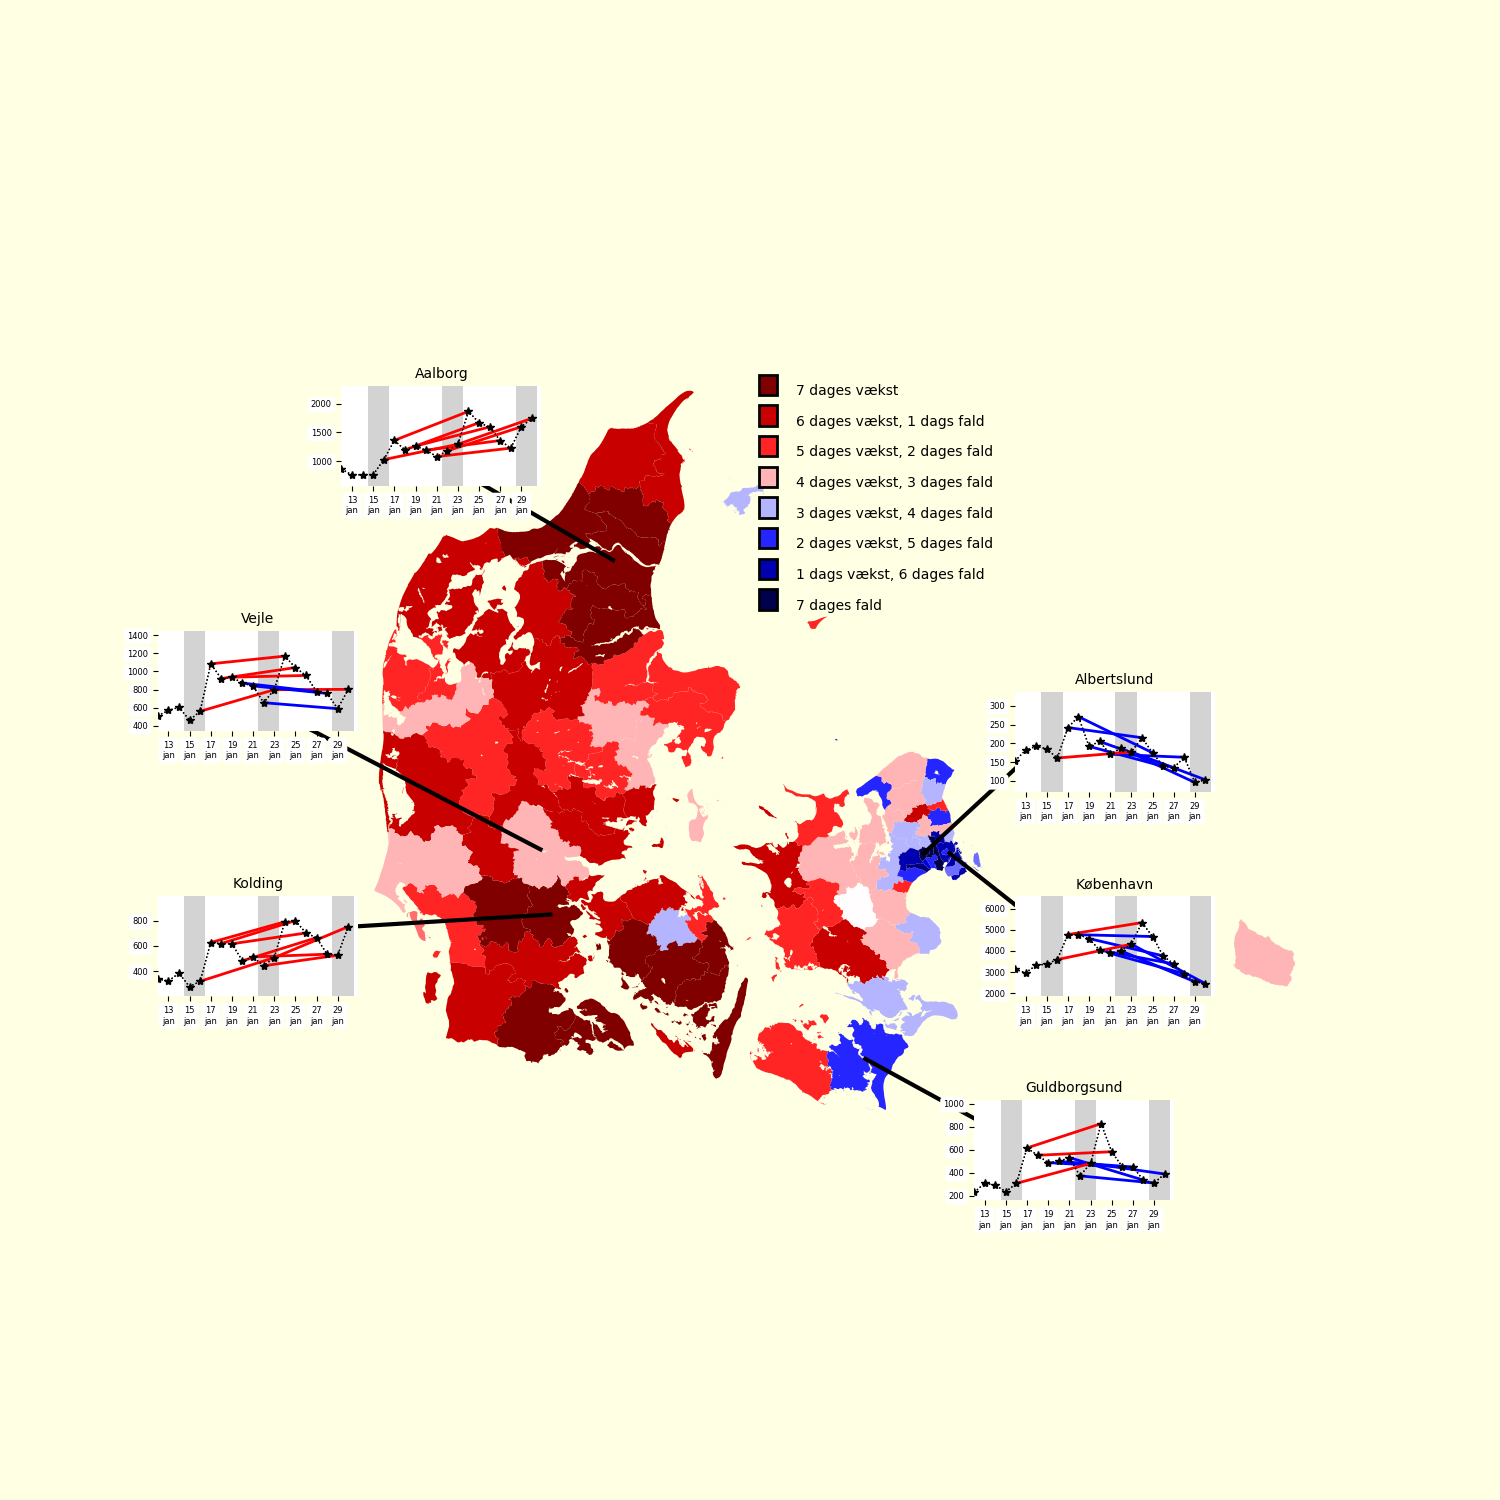 Aalborg
2000
1500
1000
13 15 17 19 21 23 25 27 29
jan jan jan jan jan jan jan jan jan
7 dages vækst
6 dages vækst, 1 dags fald
5 dages vækst, 2 dages fald
4 dages vækst, 3 dages fald
3 dages vækst, 4 dages fald
2 dages vækst, 5 dages fald
1 dags vækst, 6 dages fald
7 dages fald
Vejle
1400
1200
1000
800
600
400
13 15 17 19 21 23 25 27 29
jan jan jan jan jan jan jan jan jan
Albertslund
300
250
200
150
100
13 15 17 19 21 23 25 27 29
jan jan jan jan jan jan jan jan jan
Kolding
800
600
400
13 15 17 19 21 23 25 27 29
jan jan jan jan jan jan jan jan jan
København
6000
5000
4000
3000
2000
13 15 17 19 21 23 25 27 29
jan jan jan jan jan jan jan jan jan
Guldborgsund
1000
800
600
400
200
13 15 17 19 21 23 25 27 29
jan jan jan jan jan jan jan jan jan